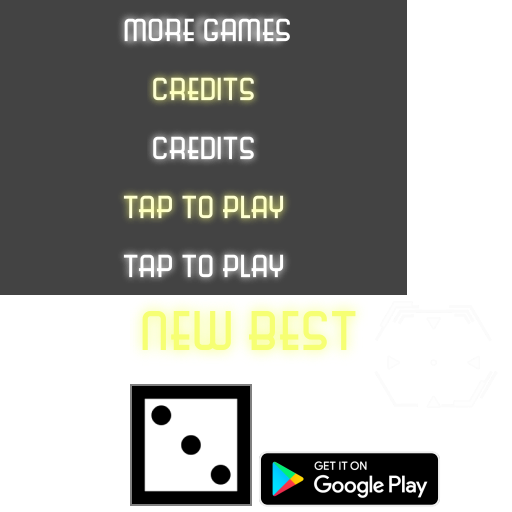 MORE GAMES
CREDITS
CREDITS
TAP TO PLAY
TAP TO PLAY
NEW BEST
GET IT ON
Google Play